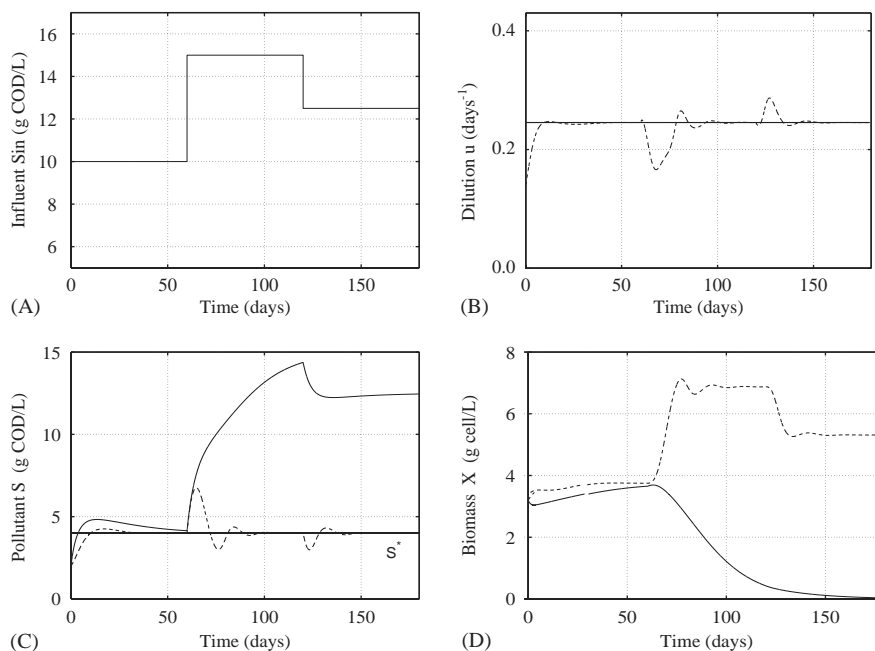 16
14
12
10
8
6
Influent Sin (g COD/L)
0
50
100
150
Time (days)
(A)
0.4
0.2
0.0
Dilution u (days-1)
0
50
100
150
Time (days)
(B)
15
10
5
0
Pollutant S (g COD/L)
S*
0
50
100
150
Time (days)
(C)
8
6
4
2
0
Biomass X (g cell/L)
0
50
100
150
Time (days)
(D)